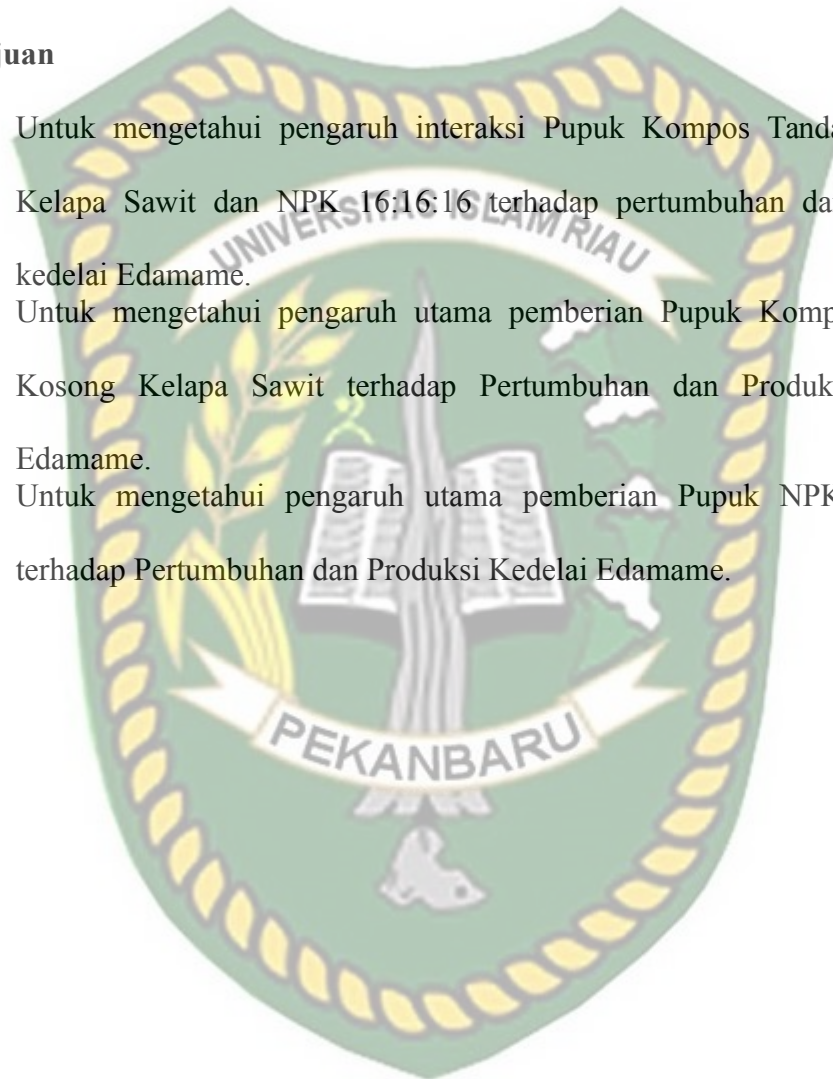 juan
Untuk mengetahui pengaruh interaksi Pupuk Kompos Tanda
Kelapa Sawit dan NPK 16:16:16 terhadap pertumbuhan da
kedelai Edamame.
Untuk mengetahui pengaruh utama pemberian Pupuk Komp
Kosong Kelapa Sawit terhadap Pertumbuhan dan Produk
Edamame.
Untuk mengetahui pengaruh utama pemberian Pupuk NPK
terhadap Pertumbuhan dan Produksi Kedelai Edamame.
UNIVERSITAS ISLAM RIAU
PEKANBARU